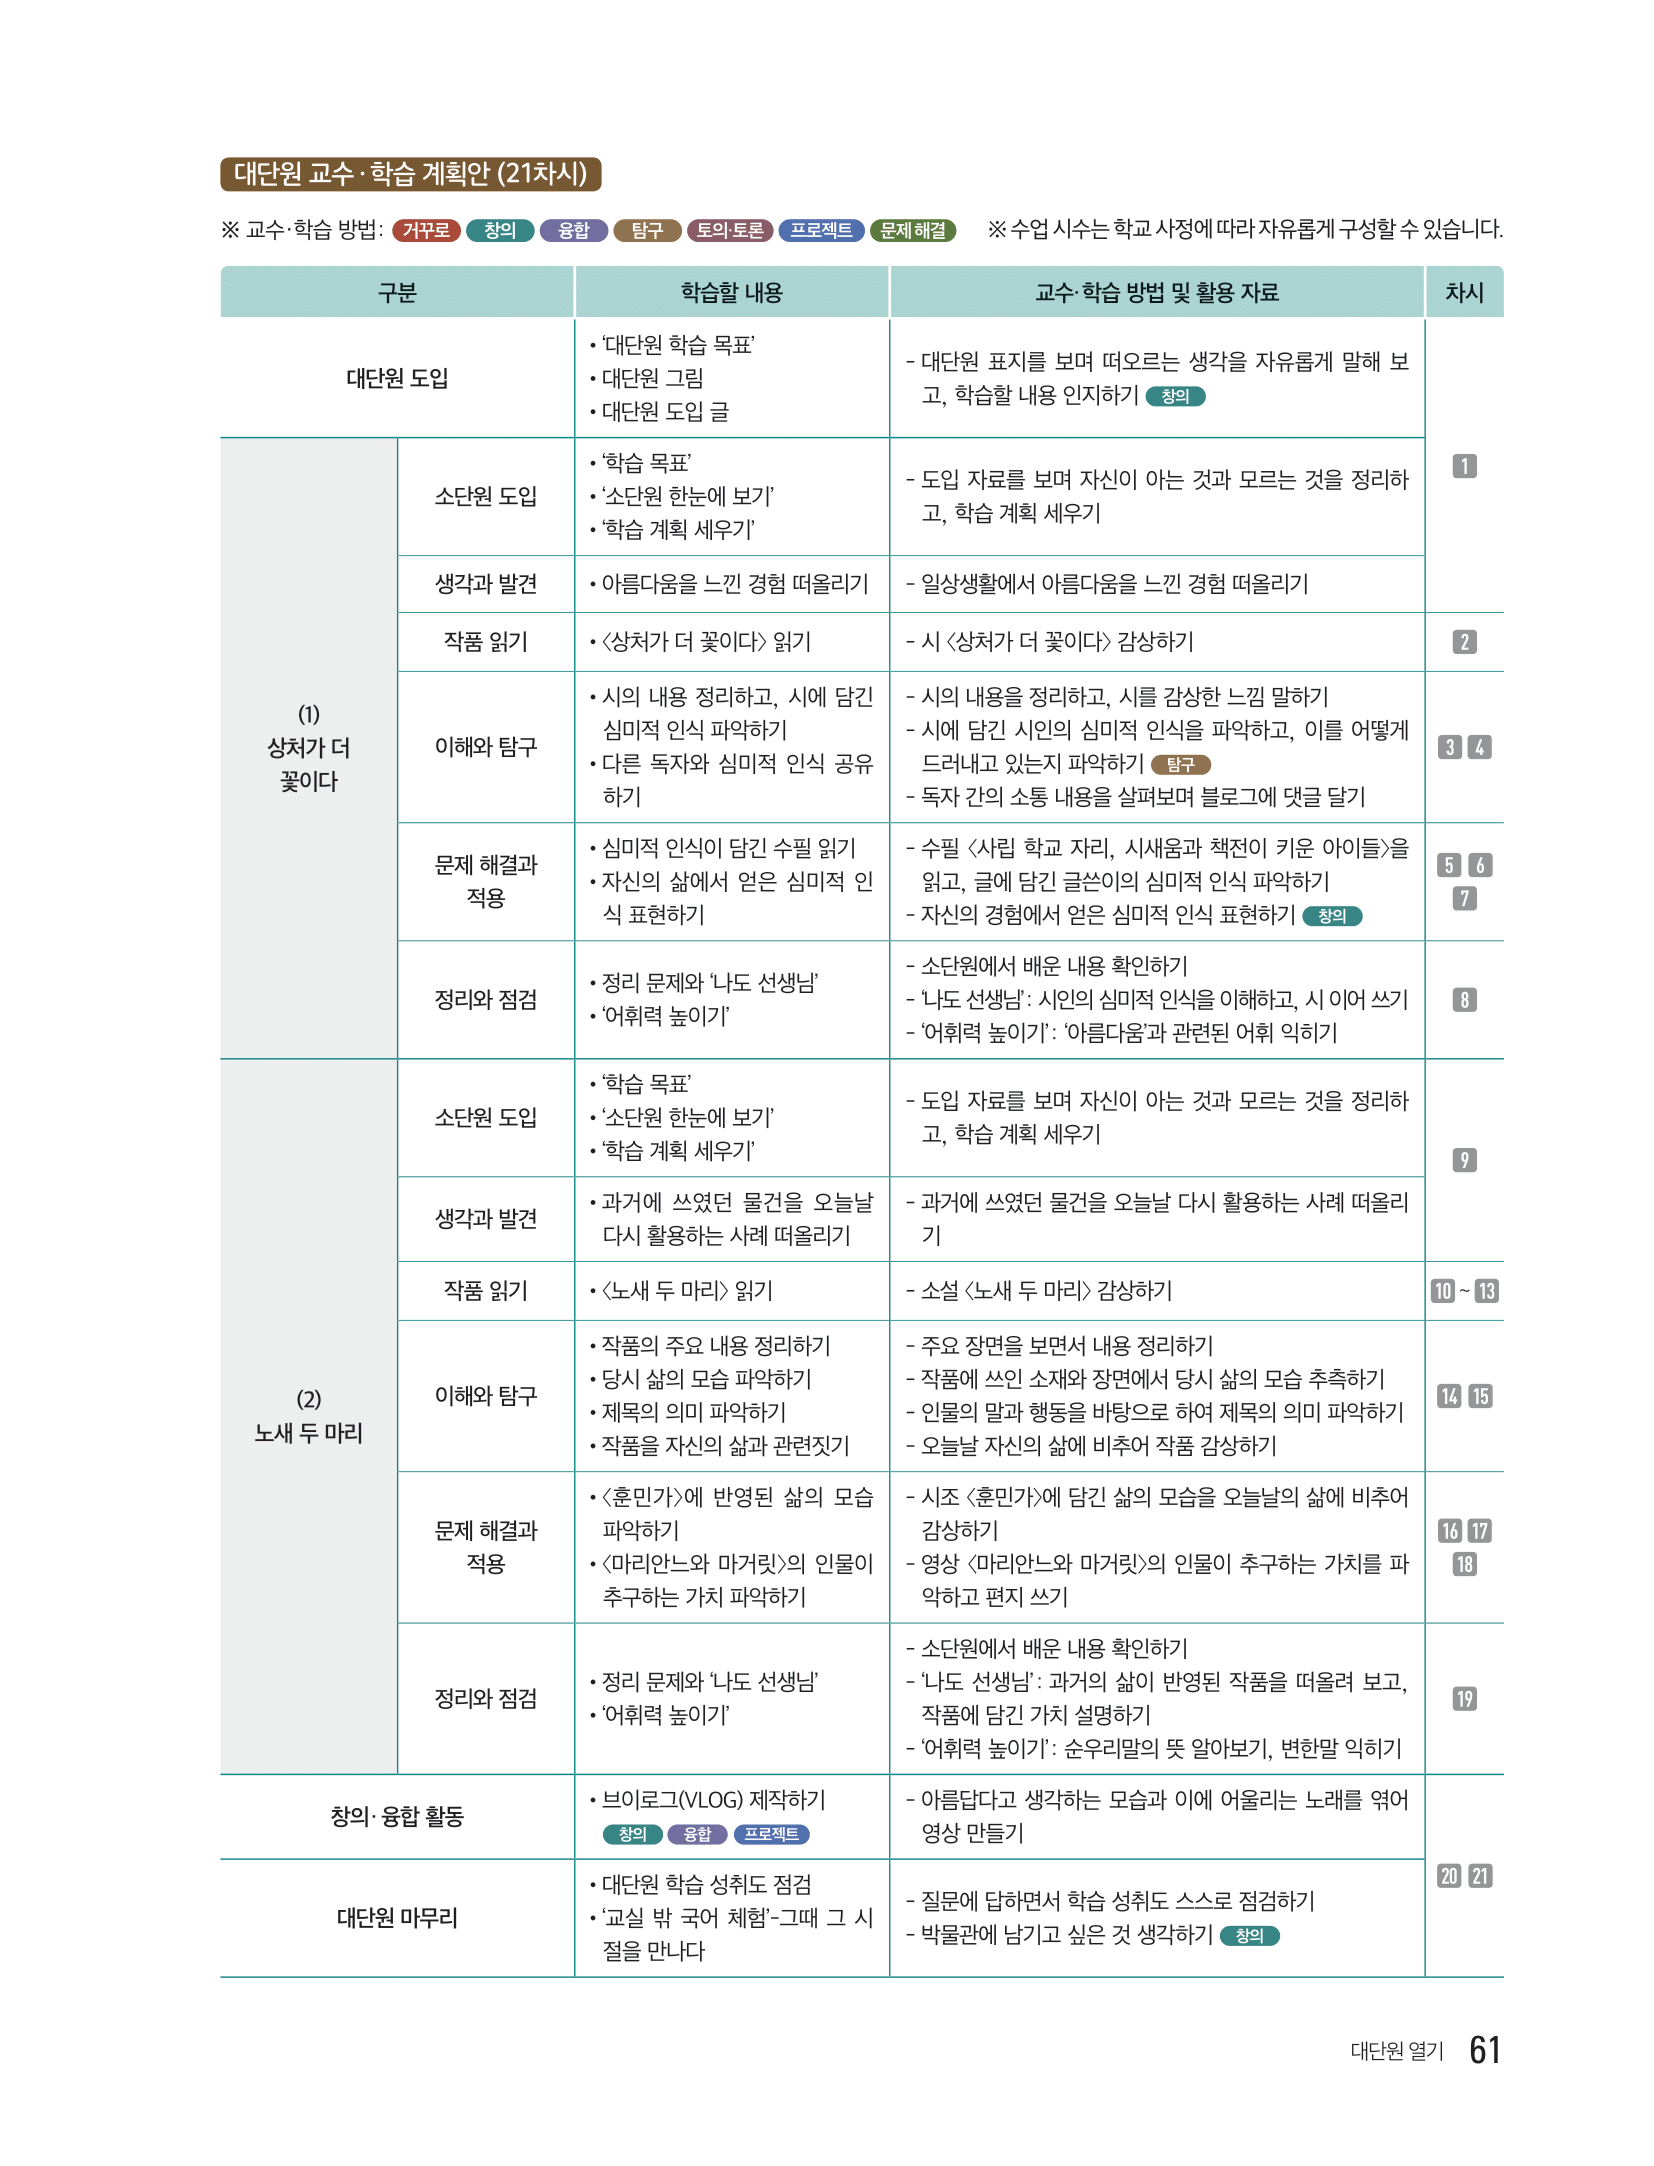 대단원 교수·학습 계획안 (21차시)
※ 교수·학습 방법: 거꾸로 창의 융합 탐구 토의·토론 프로젝트 문제 해결 ※ 수업 시수는 학교 사정에 따라 자유롭게 구성할 수 있습니다.
구분 학습할 내용 교수·학습 방법 및 활용 자료 차시
대단원 도입
• ‘대단원 학습 목표’
• 대단원 그림
• 대단원 도입 글
- 대단원 표지를 보며 떠오르는 생각을 자유롭게 말해 보
고, 학습할 내용 인지하기 창의
1
(1)
상처가 더
꽃이다
소단원 도입
• ‘학습 목표’
• ‘소단원 한눈에 보기’
• ‘학습 계획 세우기’
- 도입 자료를 보며 자신이 아는 것과 모르는 것을 정리하
고, 학습 계획 세우기
생각과 발견
• 아름다움을 느낀 경험 떠올리기
- 일상생활에서 아름다움을 느낀 경험 떠올리기
작품 읽기
• 〈상처가 더 꽃이다〉 읽기
- 시 〈상처가 더 꽃이다〉 감상하기
2
이해와 탐구
• 시의 내용 정리하고, 시에 담긴
심미적 인식 파악하기
• 다른 독자와 심미적 인식 공유
하기
- 시의 내용을 정리하고, 시를 감상한 느낌 말하기
- 시에 담긴 시인의 심미적 인식을 파악하고, 이를 어떻게
드러내고 있는지 파악하기 탐구
- 독자 간의 소통 내용을 살펴보며 블로그에 댓글 달기
3 4
문제 해결과
적용
• 심미적 인식이 담긴 수필 읽기
• 자신의 삶에서 얻은 심미적 인
식 표현하기
- 수필 〈사립 학교 자리, 시새움과 책전이 키운 아이들〉을
읽고, 글에 담긴 글쓴이의 심미적 인식 파악하기
- 자신의 경험에서 얻은 심미적 인식 표현하기 창의
5 6
7
정리와 점검
• 정리 문제와 ‘나도 선생님’
• ‘어휘력 높이기’
- 소단원에서 배운 내용 확인하기
- ‘나도 선생님’: 시인의 심미적 인식을 이해하고, 시 이어 쓰기
- ‘어휘력 높이기’: ‘아름다움’과 관련된 어휘 익히기
8
(2)
노새 두 마리
소단원 도입
• ‘학습 목표’
• ‘소단원 한눈에 보기’
• ‘학습 계획 세우기’
- 도입 자료를 보며 자신이 아는 것과 모르는 것을 정리하
고, 학습 계획 세우기
9
생각과 발견
• 과거에 쓰였던 물건을 오늘날
다시 활용하는 사례 떠올리기
- 과거에 쓰였던 물건을 오늘날 다시 활용하는 사례 떠올리
기
작품 읽기
• 〈노새 두 마리〉 읽기
- 소설 〈노새 두 마리〉 감상하기
10 ~ 13
이해와 탐구
• 작품의 주요 내용 정리하기
• 당시 삶의 모습 파악하기
• 제목의 의미 파악하기
• 작품을 자신의 삶과 관련짓기
- 주요 장면을 보면서 내용 정리하기
- 작품에 쓰인 소재와 장면에서 당시 삶의 모습 추측하기
- 인물의 말과 행동을 바탕으로 하여 제목의 의미 파악하기
- 오늘날 자신의 삶에 비추어 작품 감상하기
14 15
문제 해결과
적용
• 〈훈민가〉에 반영된 삶의 모습
파악하기
• 〈마리안느와 마거릿〉의 인물이
추구하는 가치 파악하기
- 시조 〈훈민가〉에 담긴 삶의 모습을 오늘날의 삶에 비추어
감상하기
- 영상 〈마리안느와 마거릿〉의 인물이 추구하는 가치를 파
악하고 편지 쓰기
16 17
18
정리와 점검
• 정리 문제와 ‘나도 선생님’
• ‘어휘력 높이기’
- 소단원에서 배운 내용 확인하기
- ‘나도 선생님’: 과거의 삶이 반영된 작품을 떠올려 보고,
작품에 담긴 가치 설명하기
- ‘어휘력 높이기’: 순우리말의 뜻 알아보기, 변한말 익히기
19
창의·융합 활동
• 브이로그(VLOG) 제작하기
창의 융합 프로젝트
- 아름답다고 생각하는 모습과 이에 어울리는 노래를 엮어
영상 만들기
20 21
대단원 마무리
• 대단원 학습 성취도 점검
• ‘교실 밖 국어 체험’-그때 그 시
절을 만나다
- 질문에 답하면서 학습 성취도 스스로 점검하기
- 박물관에 남기고 싶은 것 생각하기 창의
대단원 열기 61